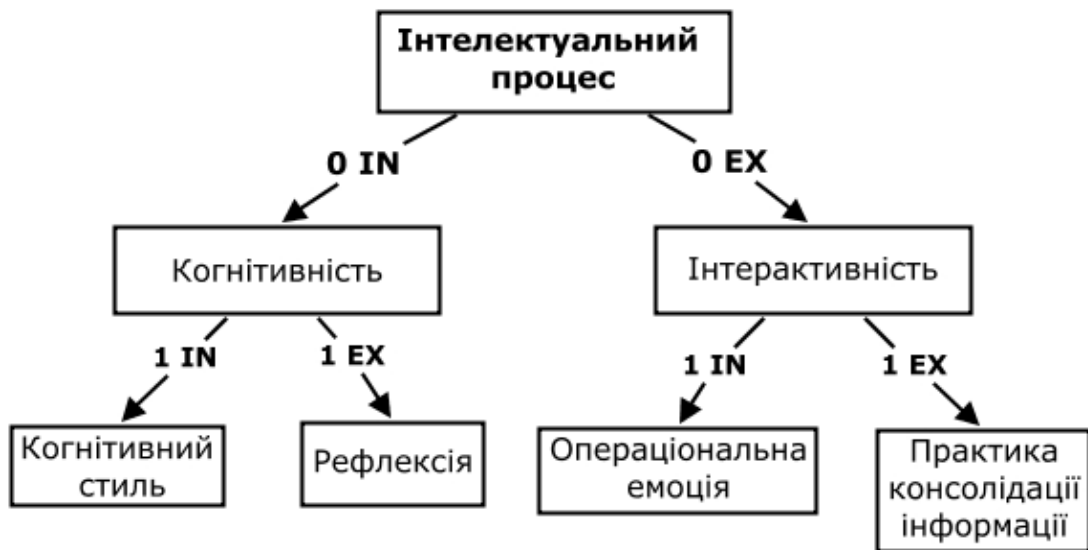 Інтелектуальний
процес
0 IN
0 EX
Когнітивність
Інтерактивність
1 IN
1 EX
1 IN
1 EX
Когнітивний
стиль
Рефлексія
Операціональна
емоція
Практика
консолідації
інформації